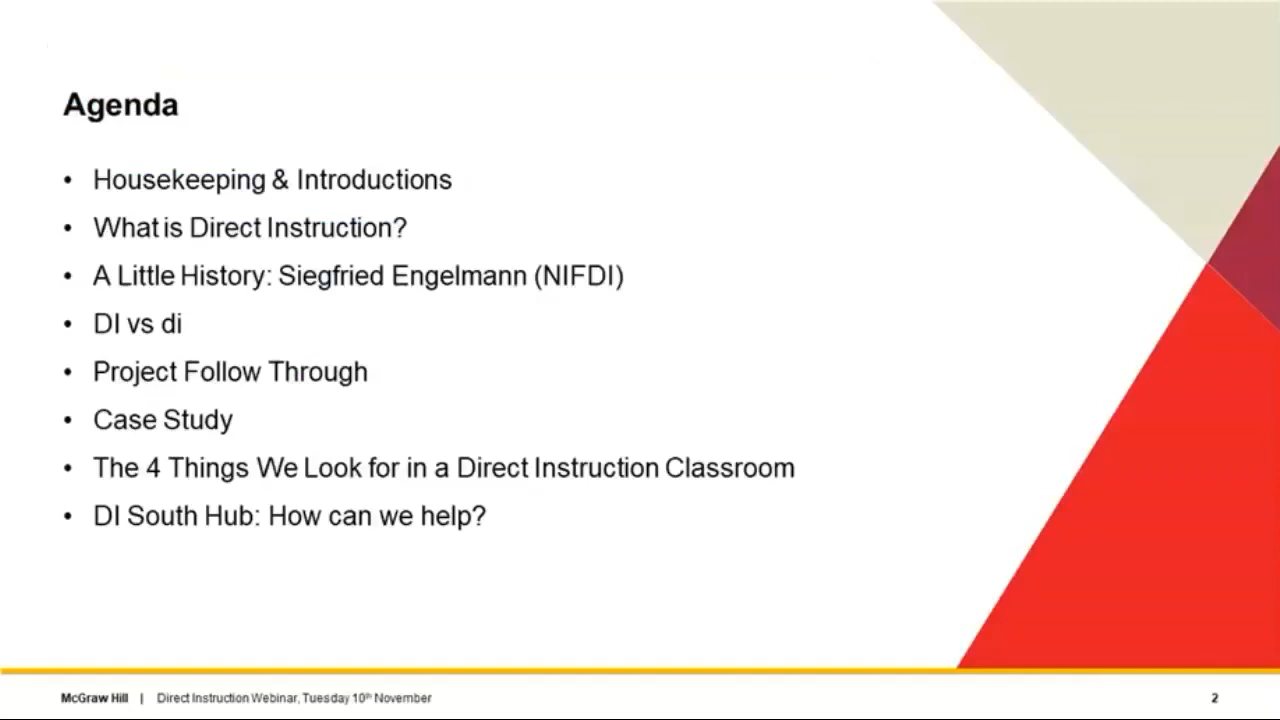 Agenda
• Housekeeping & Introductions
• What is Direct Instruction?
• A Little History: Siegfried Engelmann (NIFDI)
• DI vs di
• Project Follow Through
• Case Study
• The 4 Things We Look for in a Direct Instruction Classroom
• DI South Hub: How can we help?
McGraw Hill | Direct Instruction Webinar, Tuesday 10th November 2